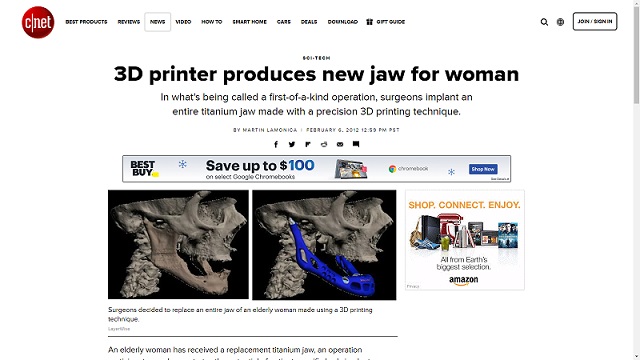 c|net
BEST PRODUCTS REVIEWS NEWS VIDEO HOW TO SMART HOME CARS DEALS DOWNLOAD GIFT GUIDE JOIN / SIGN IN
SCI-TECH
3D printer produces new jaw for woman
In what's being called a first-of-a-kind operation, surgeons implant an
entire titanium jaw made with a precision 3D printing technique.
BY MARTIN LAMONICA / FEBRUARY 6, 2012 12:59 PM PST
BEST BUY
Save up to $100
on select Google Chromebooks
chromebook
Shop Now
SHOP. CONNECT. ENJOY.
All from Earth's
biggest selection.
amazon
Privacy
Surgeons decided to replace an entire jaw of an elderly woman made using a 3D printing
technique.
LayerWise
An elderly woman has received a replacement titanium jaw, an operation